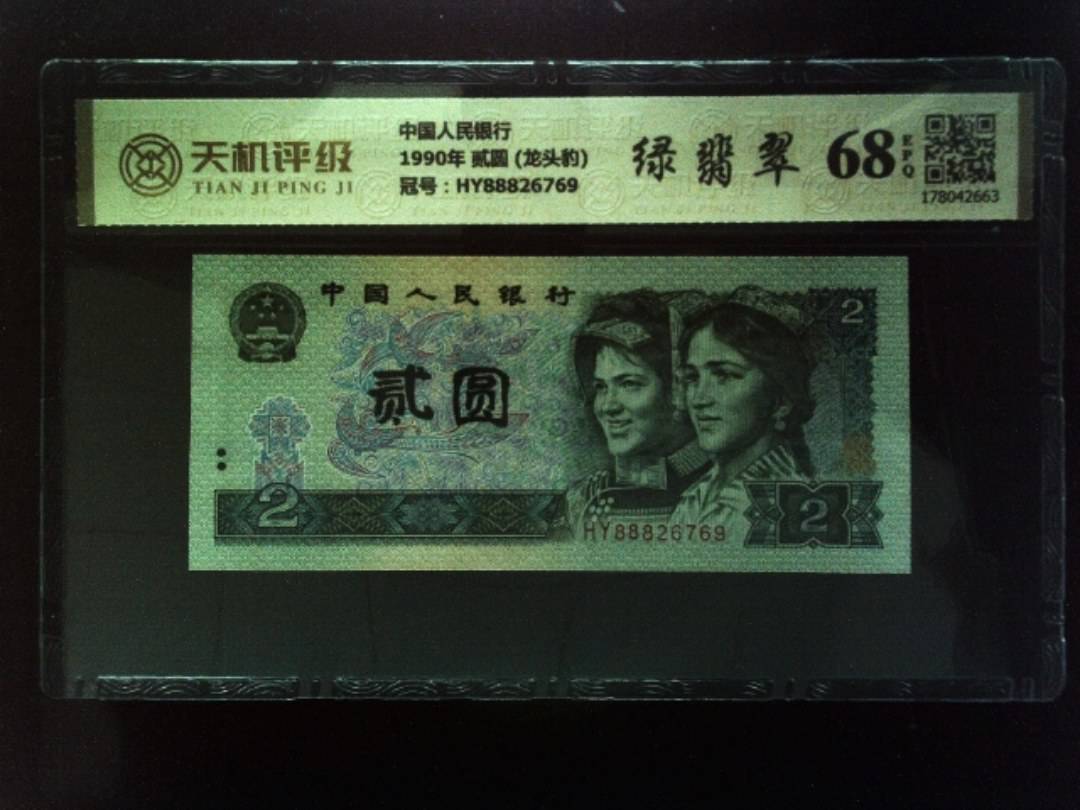 天机评级
TIAN JI PING JI
中国人民银行
1990年 贰圆 (龙头豹)
冠号：HY88826769
绿翡翠
68
EPQ
178042663
中国人民银行
2
贰圆
2
HY88826769
2